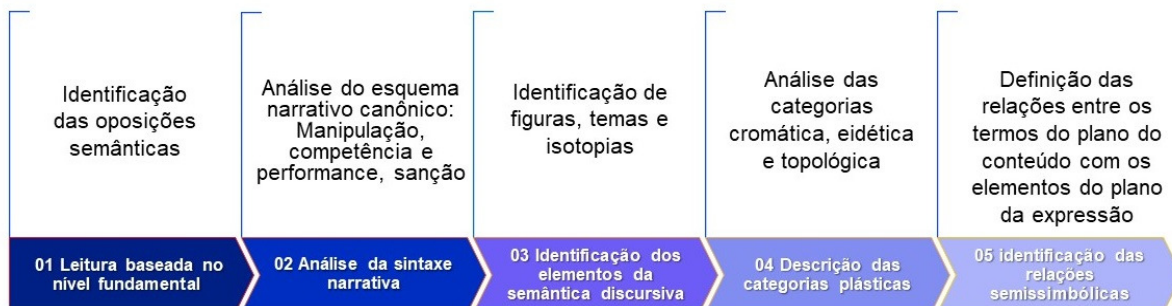 Identificação
das oposições
semânticas
01 Leitura baseada no
nível fundamental
Análise do esquema
narrativo canônico:
Manipulação,
competência e
performance, sanção
02 Análise da sintaxe
narrativa
Identificação de
figuras, temas e
isotopias
03 Identificação dos
elementos da
semântica discursiva
Análise das
categorias
cromática, eidética
e topológica
04 Descrição das
categorias plásticas
Definição das
relações entre os
termos do plano do
conteúdo com os
elementos do plano
da expressão
05 identificação das
relações
semissimbólicas